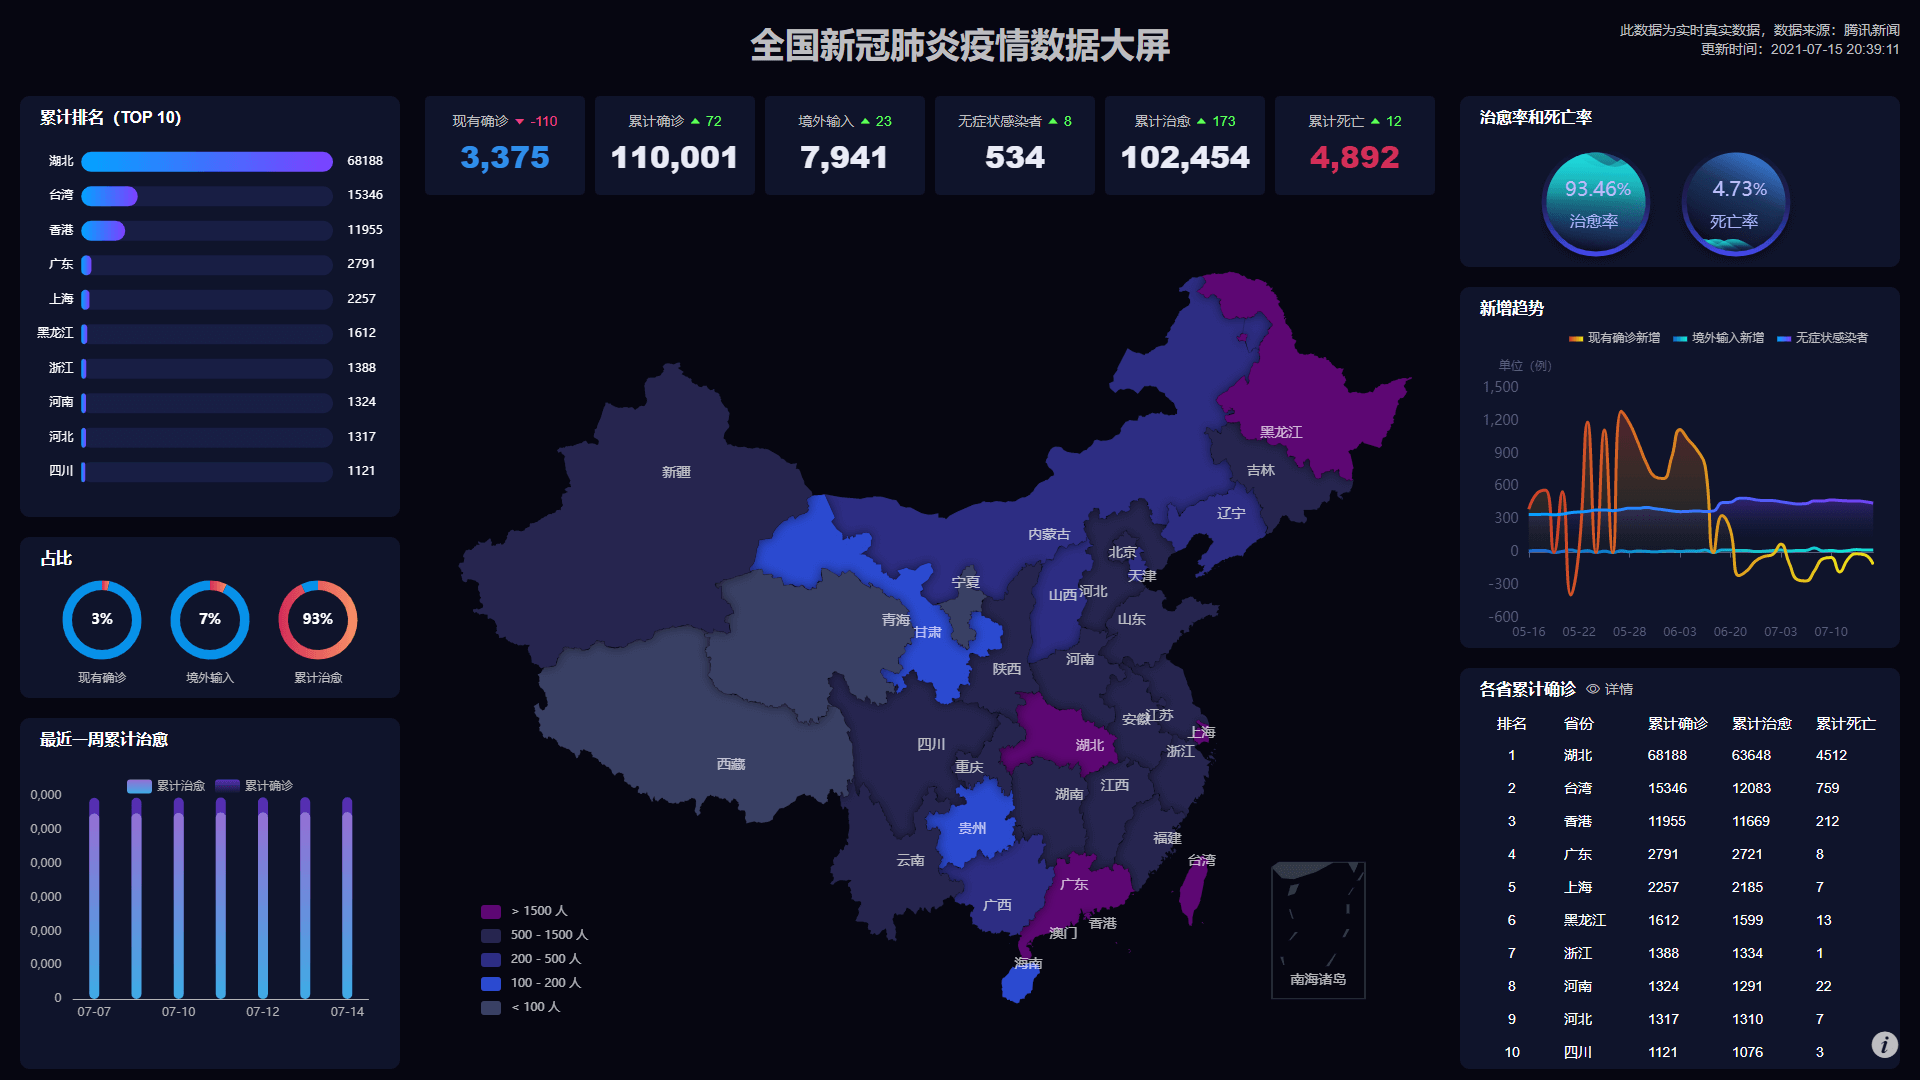 全国新冠肺炎疫情数据大屏
此数据为实时真实数据，数据来源：腾讯新闻
更新时间：2021-07-15 20:39:11
累计排名（TOP 10）
湖北 68188
台湾 15346
香港 11955
广东 2791
上海 2257
黑龙江 1612
浙江 1388
河南 1324
河北 1317
四川 1121
占比
3% 7% 93%
现有确诊 境外输入 累计治愈
最近一周累计治愈
累计治愈 累计确诊
0,000
0,000
0,000
0,000
0,000
0,000
0
07-07 07-10 07-12 07-14
现有确诊 -110
3,375
累计确诊 72
110,001
境外输入 23
7,941
无症状感染者 8
534
累计治愈 173
102,454
累计死亡 12
4,892
黑龙江
吉林
新疆
辽宁
内蒙古
北京
天津
宁夏
山西
河北
青海
甘肃
山东
河南
陕西
安徽
江苏
上海
四川
湖北
浙江
西藏
重庆
江西
湖南
贵州
福建
云南
台湾
广东
广西
香港
澳门
海南
南海诸岛
> 1500 人
500 - 1500 人
200 - 500 人
100 - 200 人
< 100 人
治愈率和死亡率
93.46% 4.73%
治愈率 死亡率
新增趋势
现有确诊新增 境外输入新增 无症状感染者
单位（例）
1,500
1,200
900
600
300
0
-300
-600
05-16 05-22 05-28 06-03 06-20 07-03 07-10
各省累计确诊 详情
排名 省份 累计确诊 累计治愈 累计死亡
1 湖北 68188 63648 4512
2 台湾 15346 12083 759
3 香港 11955 11669 212
4 广东 2791 2721 8
5 上海 2257 2185 7
6 黑龙江 1612 1599 13
7 浙江 1388 1334 1
8 河南 1324 1291 22
9 河北 1317 1310 7
10 四川 1121 1076 3
i